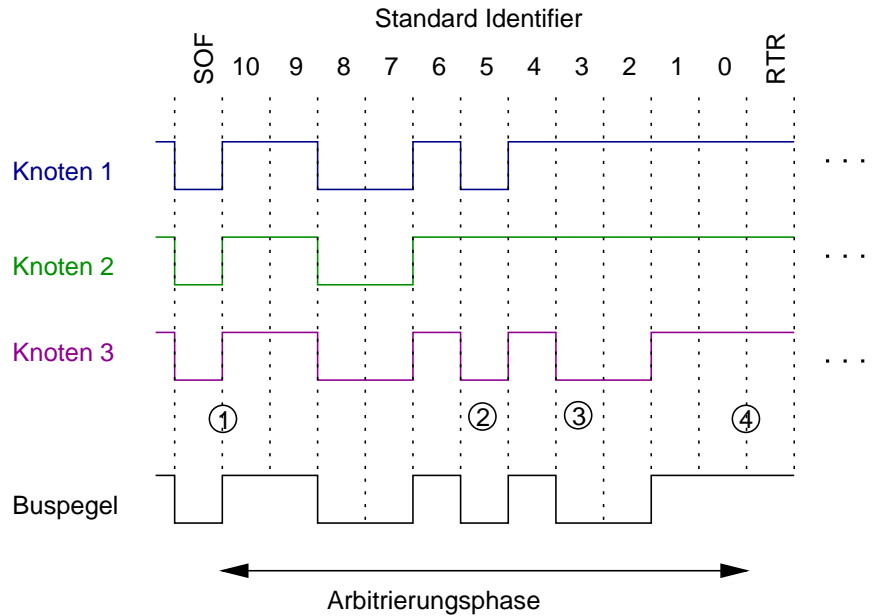 Standard Identifier
SOF 10 9 8 7 6 5 4 3 2 1 0 RTR
Knoten 1 . . .
Knoten 2 . . .
Knoten 3 . . .
1 2 3 4
Buspegel
Arbitrierungsphase